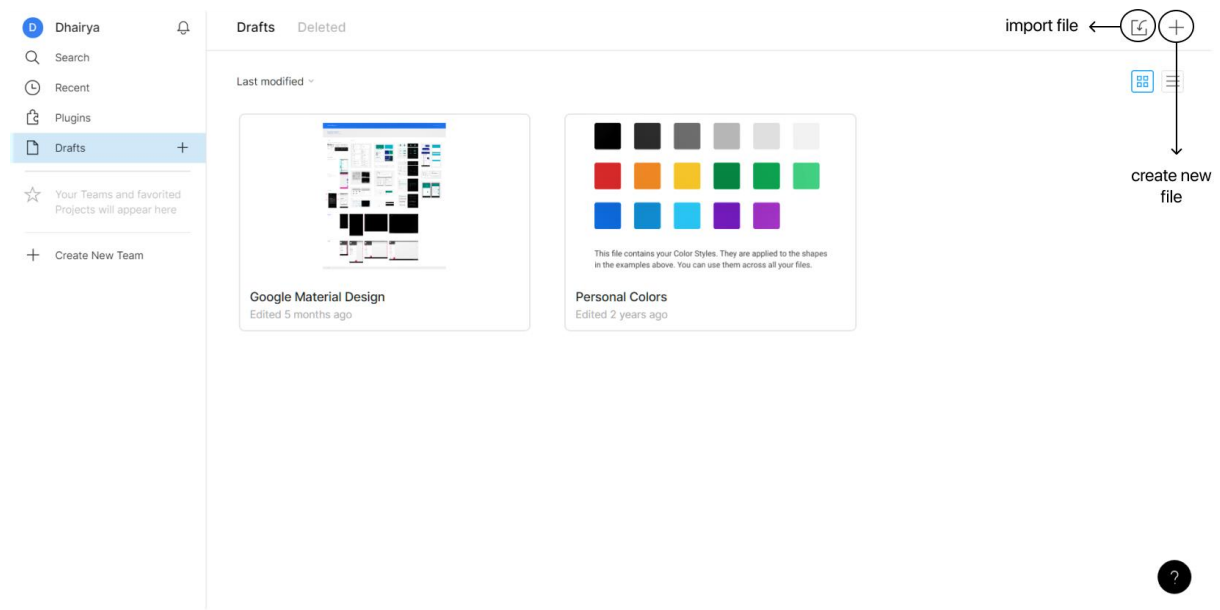 D Dhairya
Search
Recent
Plugins
Drafts
Your Teams and favorited
Projects will appear here
Create New Team
Drafts Deleted
import file
Last modified
create new
file
This file contains your Color Styles. They are applied to the shapes
in the examples above. You can use them across all your files.
Google Material Design
Edited 5 months ago
Personal Colors
Edited 2 years ago
?